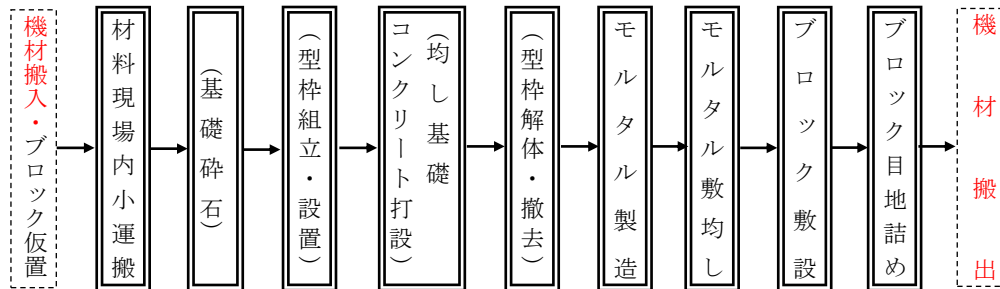 機材搬入・ブロック仮置
材料現場内小運搬
(基礎砕石)
(型枠組立・設置)
(均し基礎
コンクリート打設)
(型枠解体・撤去)
モルタル製造
モルタル敷均し
ブロック敷設
ブロック目地詰め
機材搬出